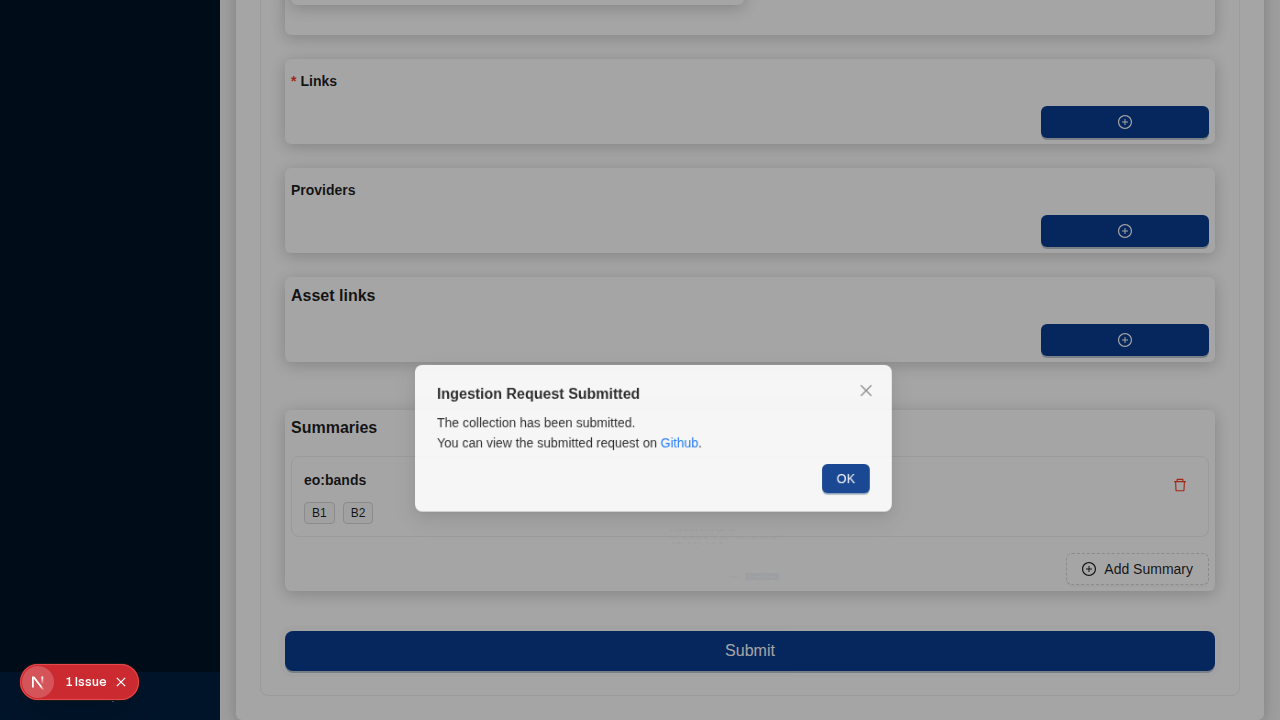 * Links
Providers
Asset links
Ingestion Request Submitted
The collection has been submitted.
You can view the submitted request on Github.
OK
Summaries
eo:bands
B1 B2
Add Summary
Submit
N 1 Issue